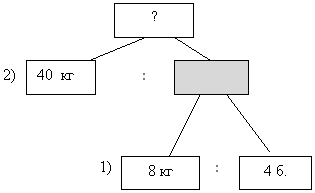 ?
2) 40 кг :
1) 8 кг : 4 б.